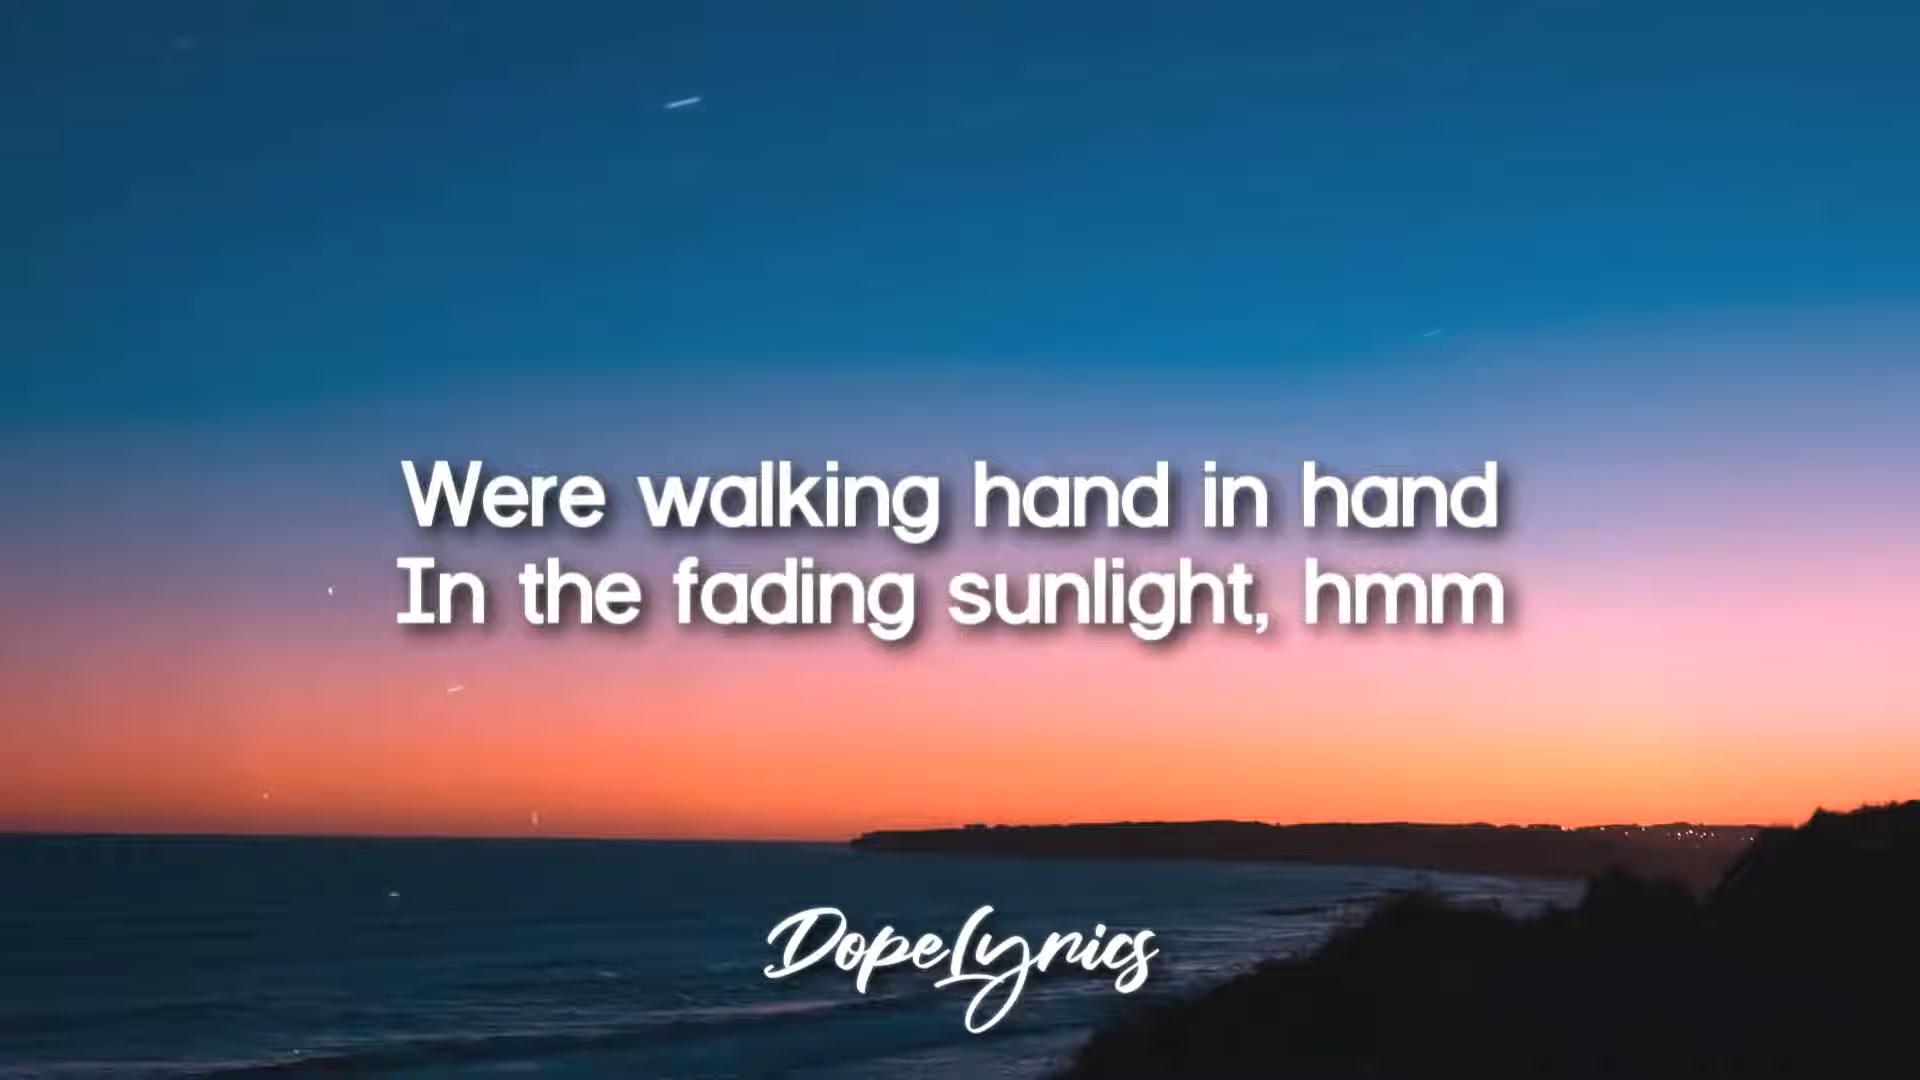 Were walking hand in hand
In the fading sunlight, hmm
DopeLyrics